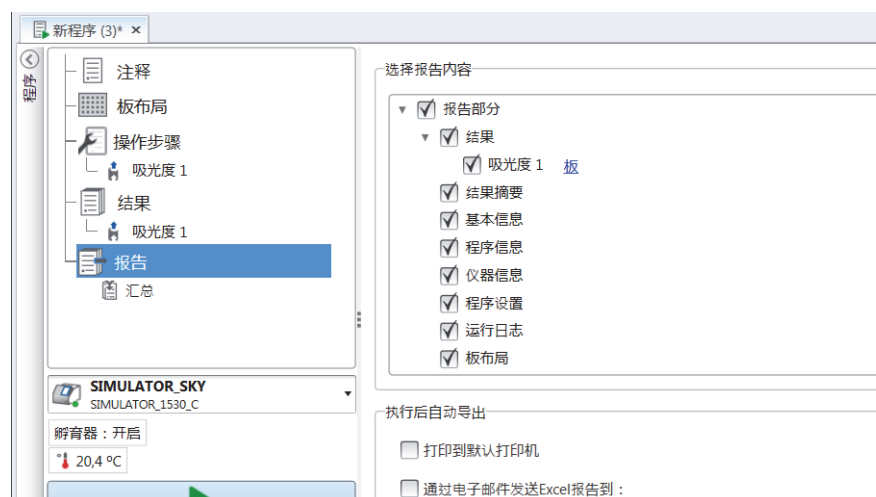 新程序 (3)* ×
程序
注释
板布局
操作步骤
吸光度 1
结果
吸光度 1
报告
汇总
SIMULATOR_SKY
SIMULATOR_1530_C
孵育器：开启
20,4 ºC
选择报告内容
报告部分
结果
吸光度 1 板
结果摘要
基本信息
程序信息
仪器信息
程序设置
运行日志
板布局
执行后自动导出
打印到默认打印机
通过电子邮件发送Excel报告到：